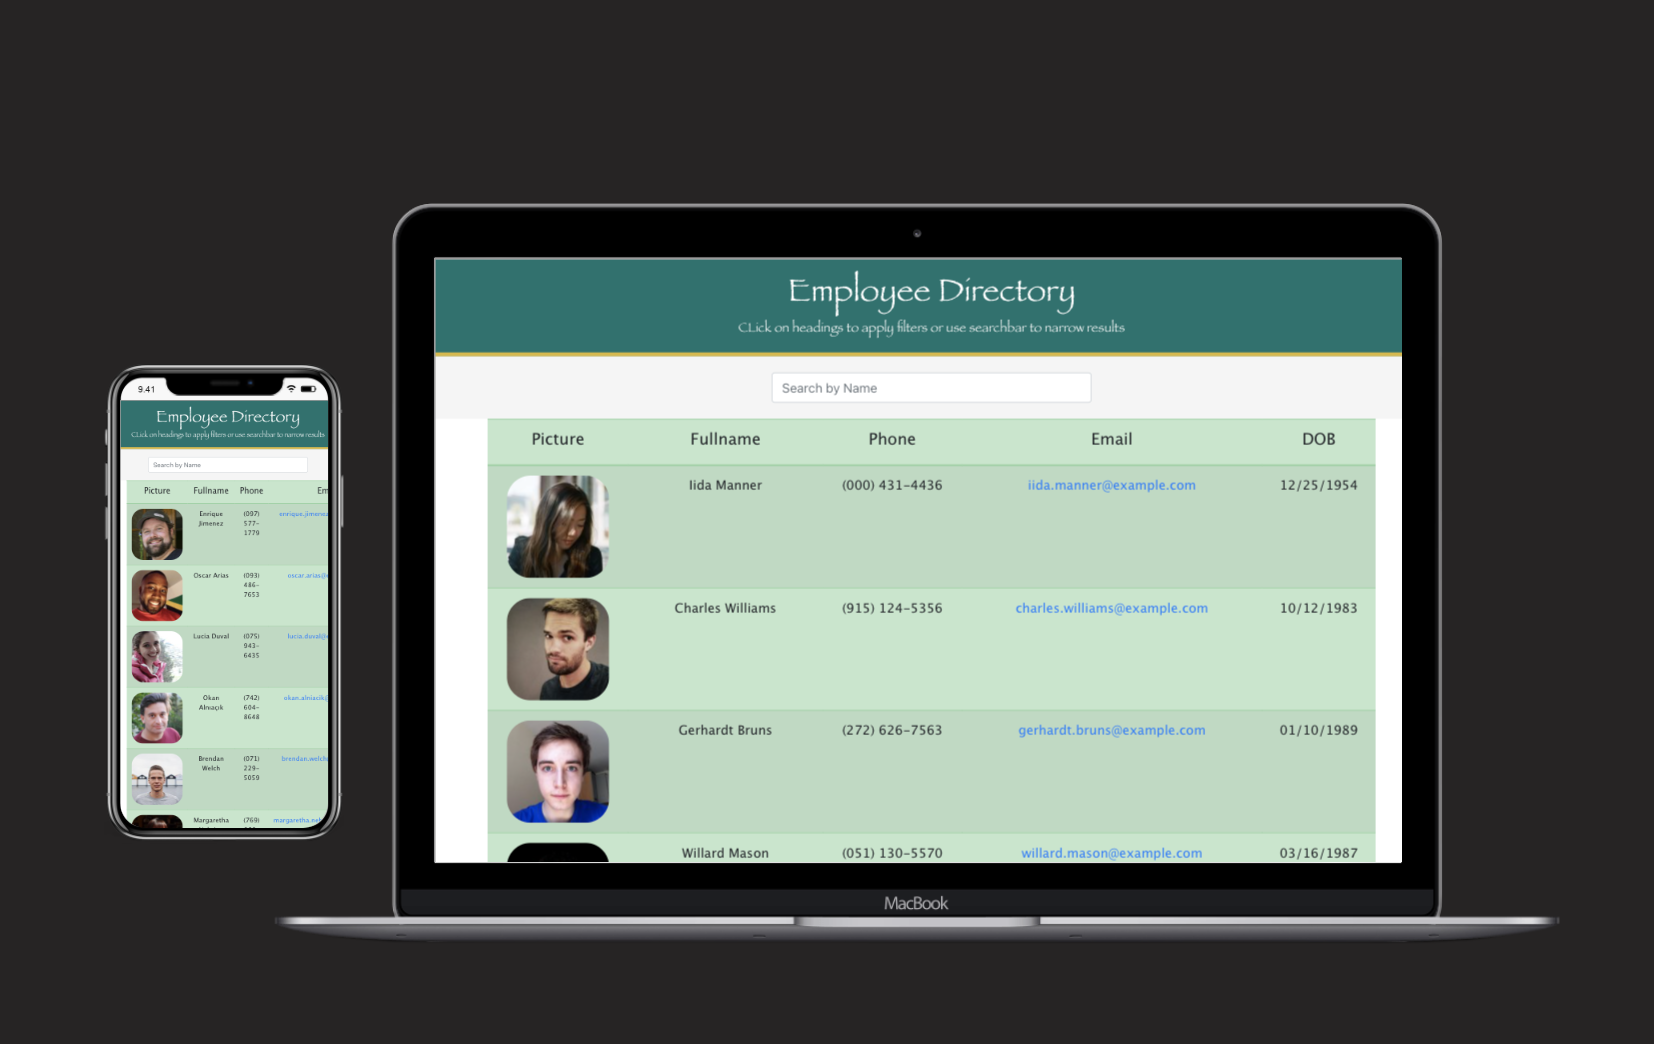 9.41
Employee Directory
CLick on headings to apply filters or use searchbar to narrow results
Search by Name
Picture Fullname Phone Em
Enrique (097) enrique.jimene
Jimenez 577-
1779
Oscar Arias (093) oscar.arias@
486-
7653
Lucia Duval (075) lucia.duval@
943-
6435
Okan (742) okan.alniacik@
Alnıaçık 604-
8648
Brendan (071) brendan.welch
Welch 229-
5059
Margaretha (769) margaretha.nel
Employee Directory
CLick on headings to apply filters or use searchbar to narrow results
Search by Name
Picture Fullname Phone Email DOB
Iida Manner (000) 431-4436 iida.manner@example.com 12/25/1954
Charles Williams (915) 124-5356 charles.williams@example.com 10/12/1983
Gerhardt Bruns (272) 626-7563 gerhardt.bruns@example.com 01/10/1989
Willard Mason (051) 130-5570 willard.mason@example.com 03/16/1987
MacBook